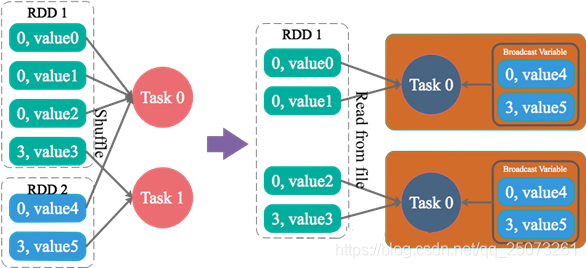 RDD 1
0, value0
0, value1
0, value2
3, value3
Shuffle
RDD 2
0, value4
3, value5
Task 0
Task 1
RDD 1
0, value0
0, value1
0, value2
3, value3
Read from file
Task 0
Broadcast Variable
0, value4
3, value5
Task 0
Broadcast Variable
0, value4
3, value5
https://blog.csdn.net/qq_25073261